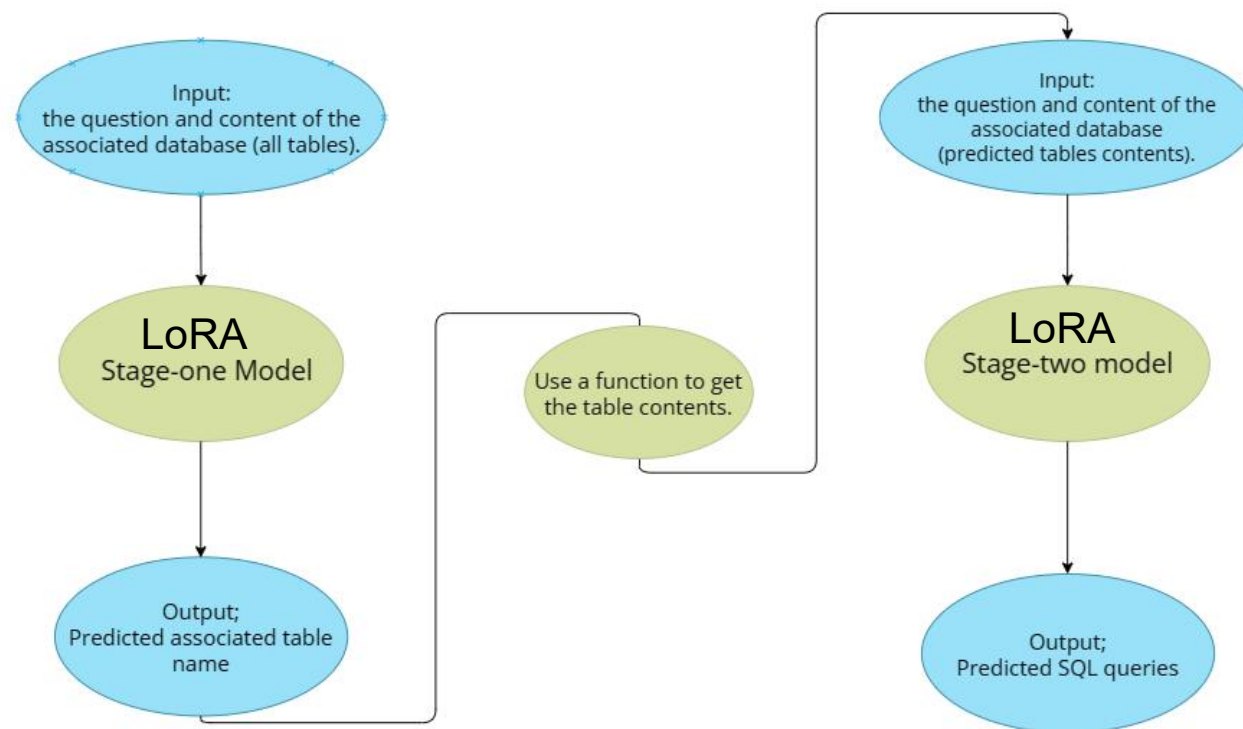 Input:
the question and content of the
associated database (all tables).
LoRA
Stage-one Model
Output;
Predicted associated table
name
Use a function to get
the table contents.
Input:
the question and content of the
associated database
(predicted tables contents).
LoRA
Stage-two model
Output;
Predicted SQL queries